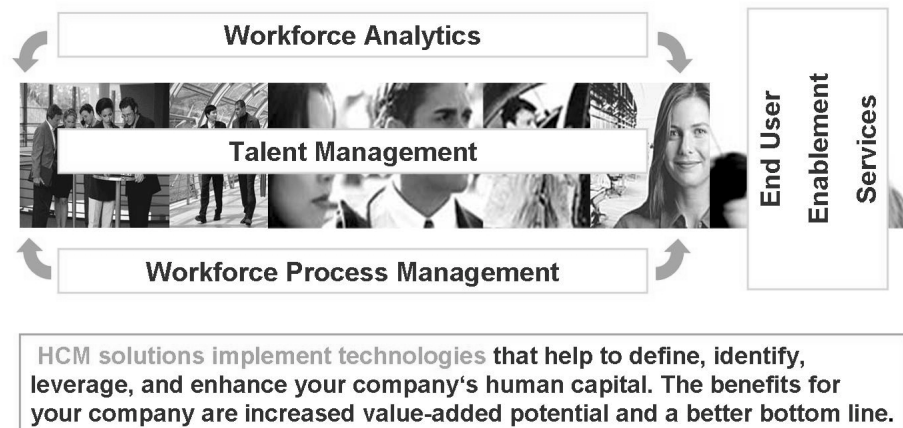 Workforce Analytics
Talent Management
Workforce Process Management
End User
Enablement
Services
HCM solutions implement technologies that help to define, identify,
leverage, and enhance your company‘s human capital. The benefits for
your company are increased value-added potential and a better bottom line.